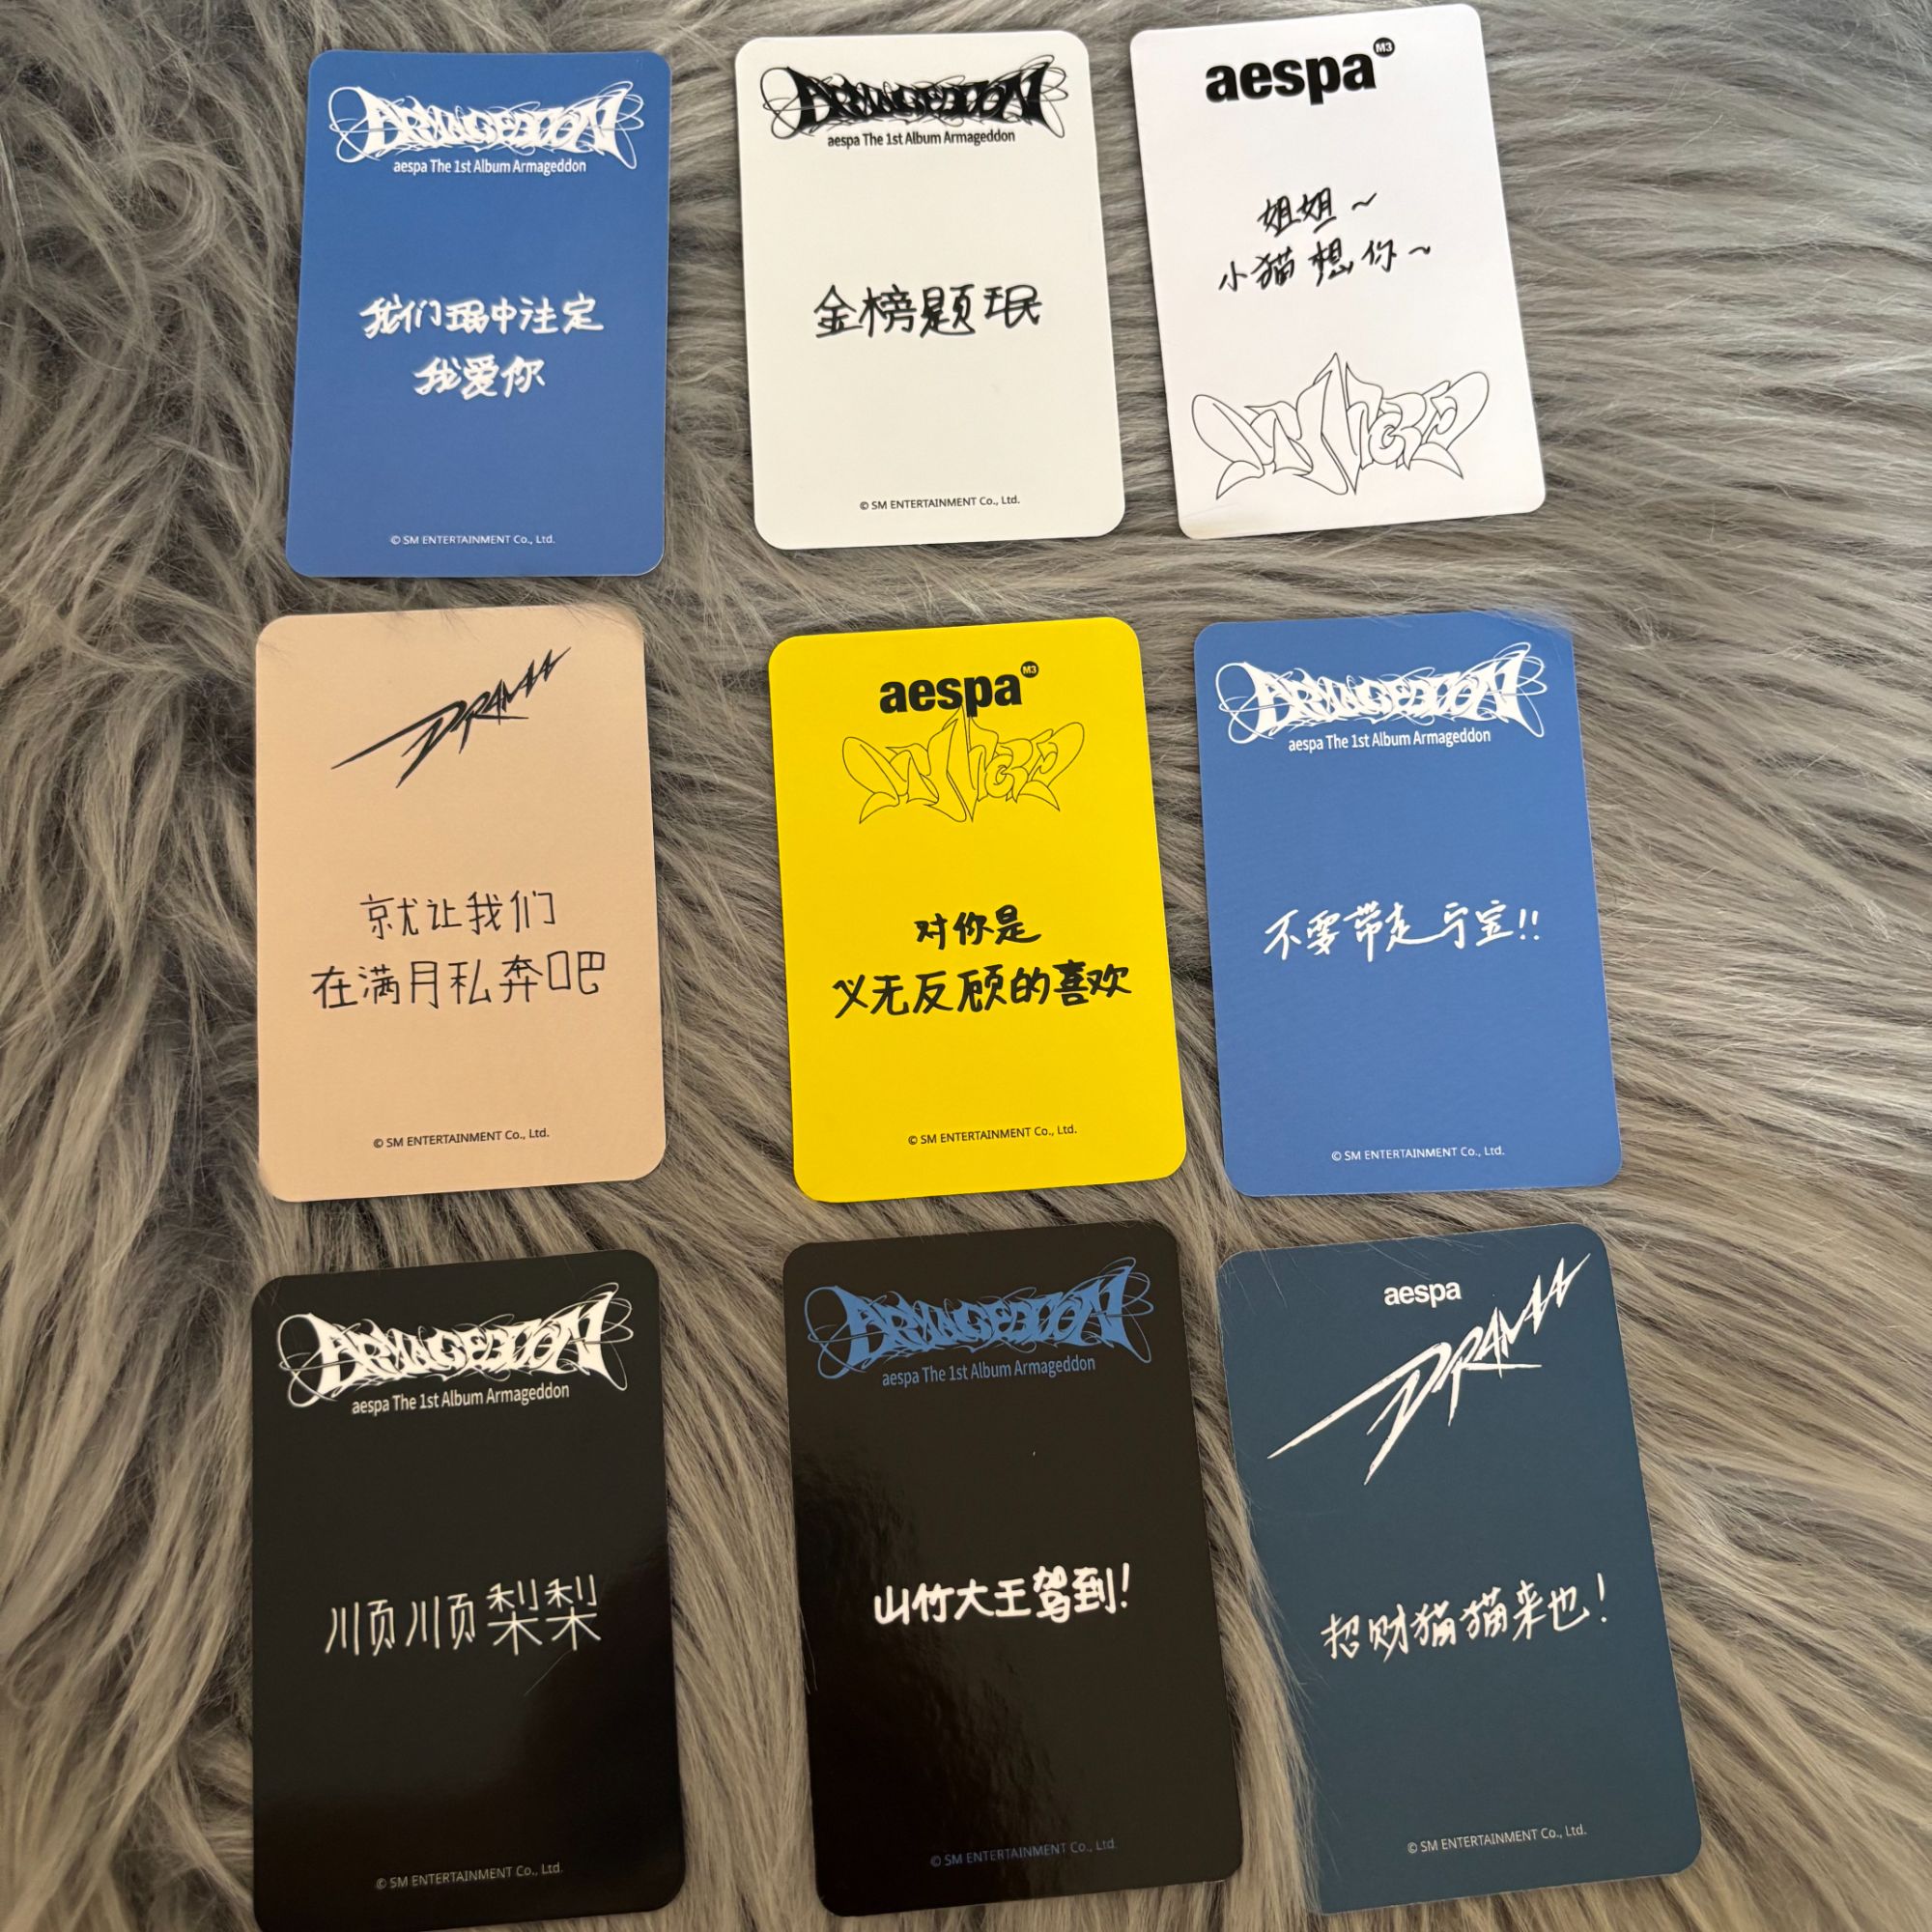 ARMAGEDDON
aespa The 1st Album Armageddon
我们珉中注定
我爱你
© SM ENTERTAINMENT Co., Ltd.
ARMAGEDDON
aespa The 1st Album Armageddon
金榜题珉
© SM ENTERTAINMENT Co., Ltd.
aespa M3
姐姐~
小猫想你~
MY WORLD
DRAMA
就让我们
在满月私奔吧
© SM ENTERTAINMENT Co., Ltd.
aespa M3
MY WORLD
对你是
义无反顾的喜欢
© SM ENTERTAINMENT Co., Ltd.
ARMAGEDDON
aespa The 1st Album Armageddon
不要带走宁宝!!
© SM ENTERTAINMENT Co., Ltd.
ARMAGEDDON
aespa The 1st Album Armageddon
顺顺梨梨
© SM ENTERTAINMENT Co., Ltd.
ARMAGEDDON
aespa The 1st Album Armageddon
山竹大王驾到!
© SM ENTERTAINMENT Co., Ltd.
aespa
DRAMA
招财猫猫来也!
© SM ENTERTAINMENT Co., Ltd.